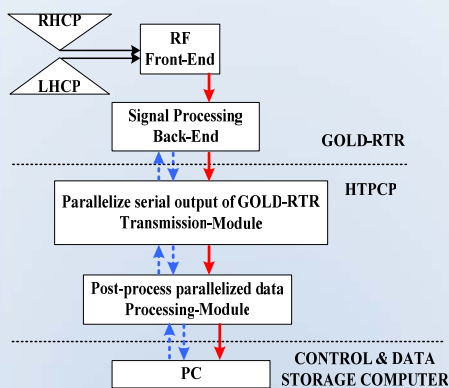 RHCP
LHCP
RF
Front-End
Signal Processing
Back-End
GOLD-RTR
HTPCP
Parallelize serial output of GOLD-RTR
Transmission-Module
Post-process parallelized data
Processing-Module
PC
CONTROL & DATA
STORAGE COMPUTER